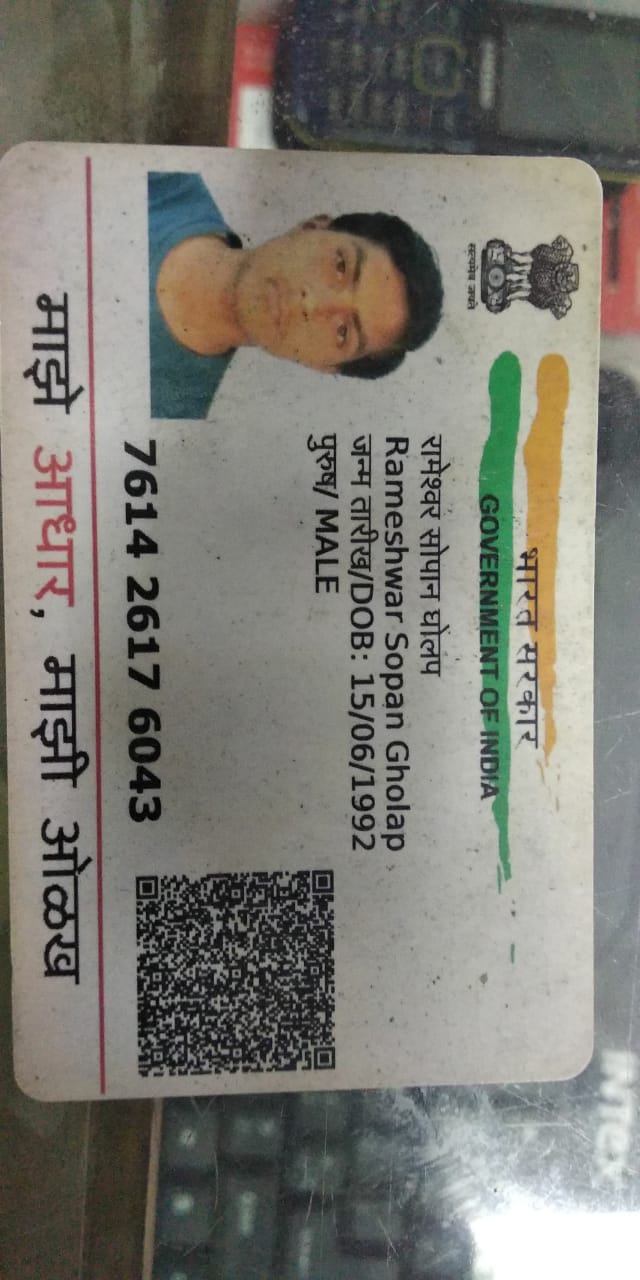 भारत सरकार
GOVERNMENT OF INDIA
सत्यमेव जयते
रामेश्वर सोपान घोलप
Rameshwar Sopan Gholap
जन्म तारीख/DOB: 15/06/1992
पुरुष/ MALE
7614 2617 6043
माझे आधार, माझी ओळख
INTEX